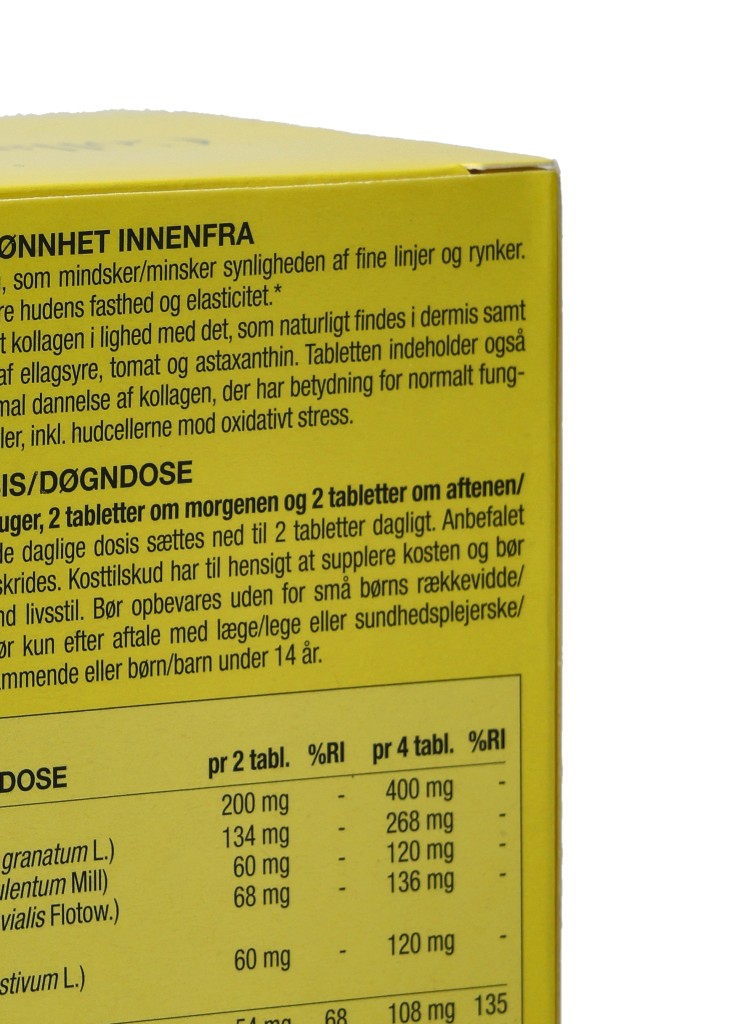 ØNNHET INNENFRA
, som mindsker/minsker synligheden af fine linjer og rynker.
re hudens fasthed og elasticitet.*
t kollagen i lighed med det, som naturligt findes i dermis samt
af ellagsyre, tomat og astaxanthin. Tabletten indeholder også
mal dannelse af kollagen, der har betydning for normalt fung-
ler, inkl. hudcellerne mod oxidativt stress.
IS/DØGNDOSE
uger, 2 tabletter om morgenen og 2 tabletter om aftenen/
de daglige dosis sættes ned til 2 tabletter dagligt. Anbefalet
skrides. Kosttilskud har til hensigt at supplere kosten og bør
nd livsstil. Bør opbevares uden for små børns rækkevidde/
ør kun efter aftale med læge/lege eller sundhedsplejerske/
mmende eller børn/barn under 14 år.
DOSE pr 2 tabl. %RI pr 4 tabl. %RI
200 mg - 400 mg -
granatum L.) 134 mg - 268 mg -
ulentum Mill) 60 mg - 120 mg -
vialis Flotow.) 68 mg - 136 mg -
stivum L.) 60 mg - 120 mg -
54 mg 68 108 mg 135